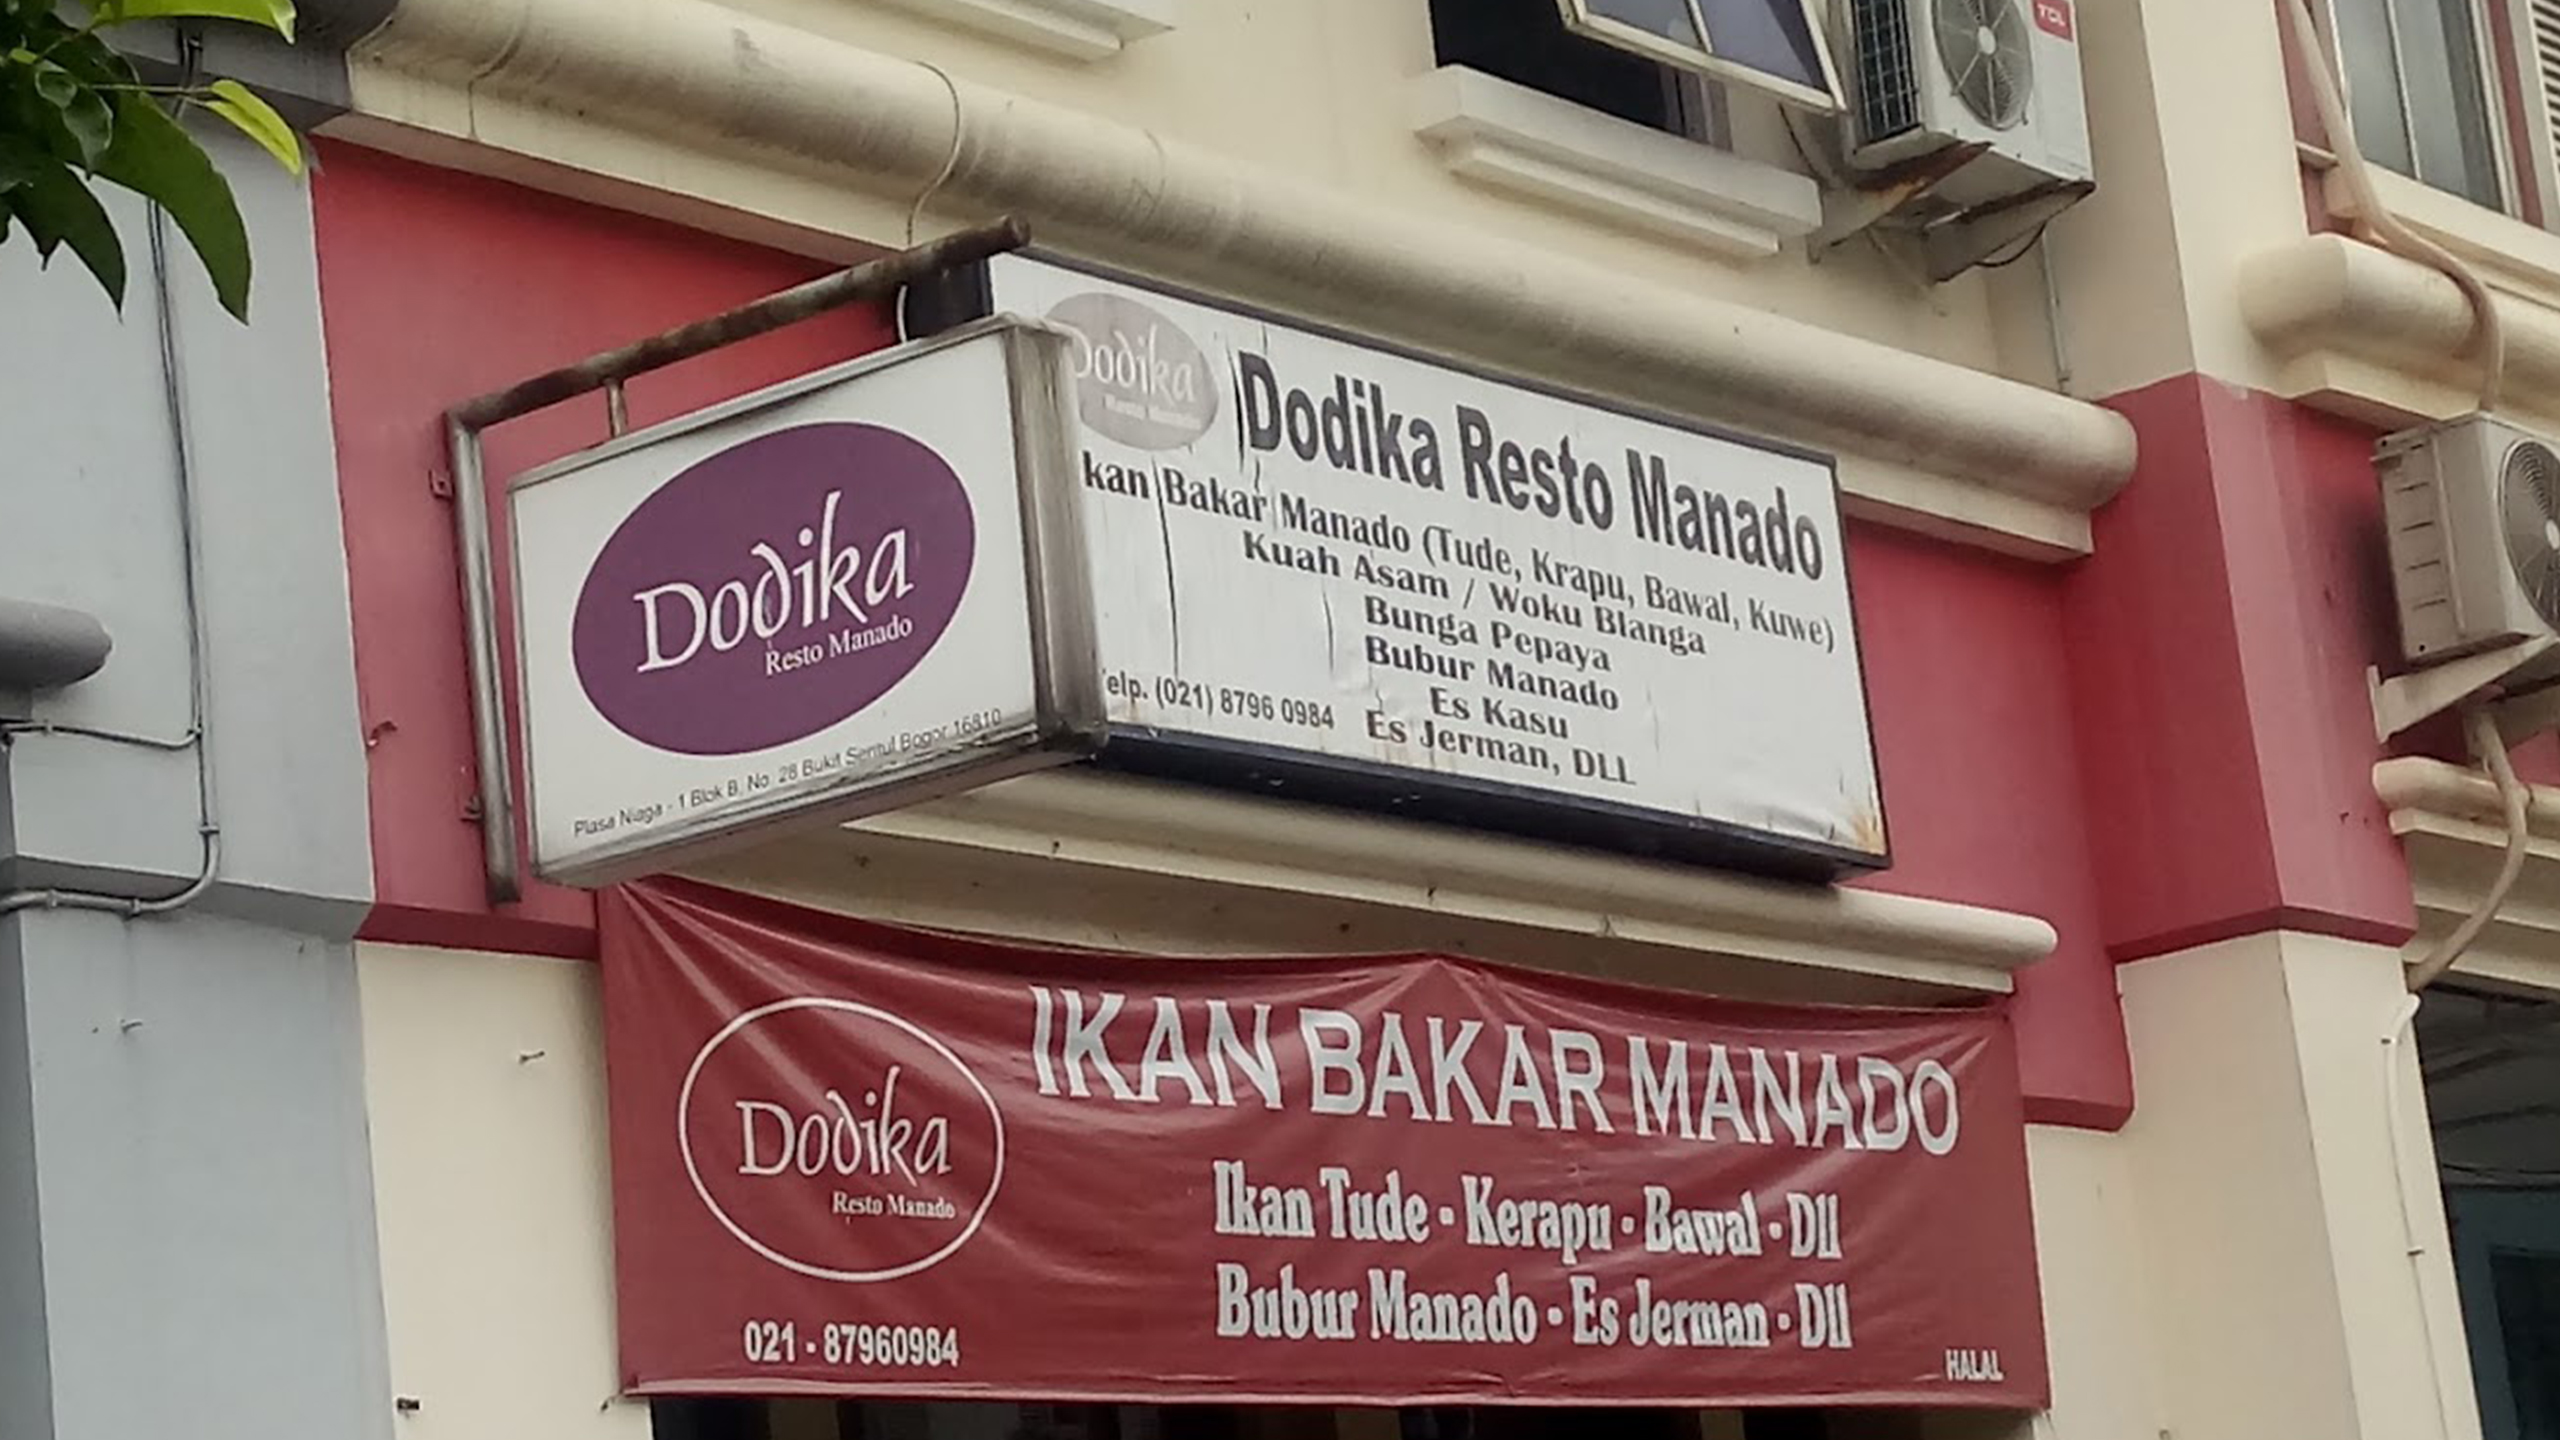 TCL
Dodika
Resto Manado
Plasa Niaga - 1 Blok B. No. 28 Bukit Sentul Bogor 16810
Dodika
Resto Manado
Dodika Resto Manado
kan Bakar Manado (Tude, Krapu, Bawal, Kuwe)
Kuah Asam / Woku Blanga
Bunga Pepaya
Bubur Manado
Es Kasu
Es Jerman, DLL
elp. (021) 8796 0984
Dodika
Resto Manado
021 - 87960984
IKAN BAKAR MANADO
Ikan Tude • Kerapu • Bawal • Dll
Bubur Manado • Es Jerman • Dll
HALAL